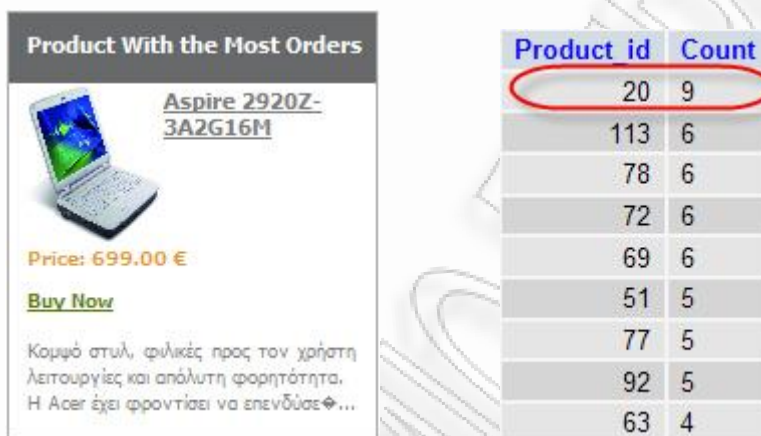 Product With the Most Orders
Aspire 2920Z-
3A2G16M
Price: 699.00 €
Buy Now
Κομψό στυλ, φιλικές προς τον χρήστη
λειτουργίες και απόλυτη φορητότητα.
Η Acer έχει φροντίσει να επενδύσε�...
Product_id Count
20 9
113 6
78 6
72 6
69 6
51 5
77 5
92 5
63 4